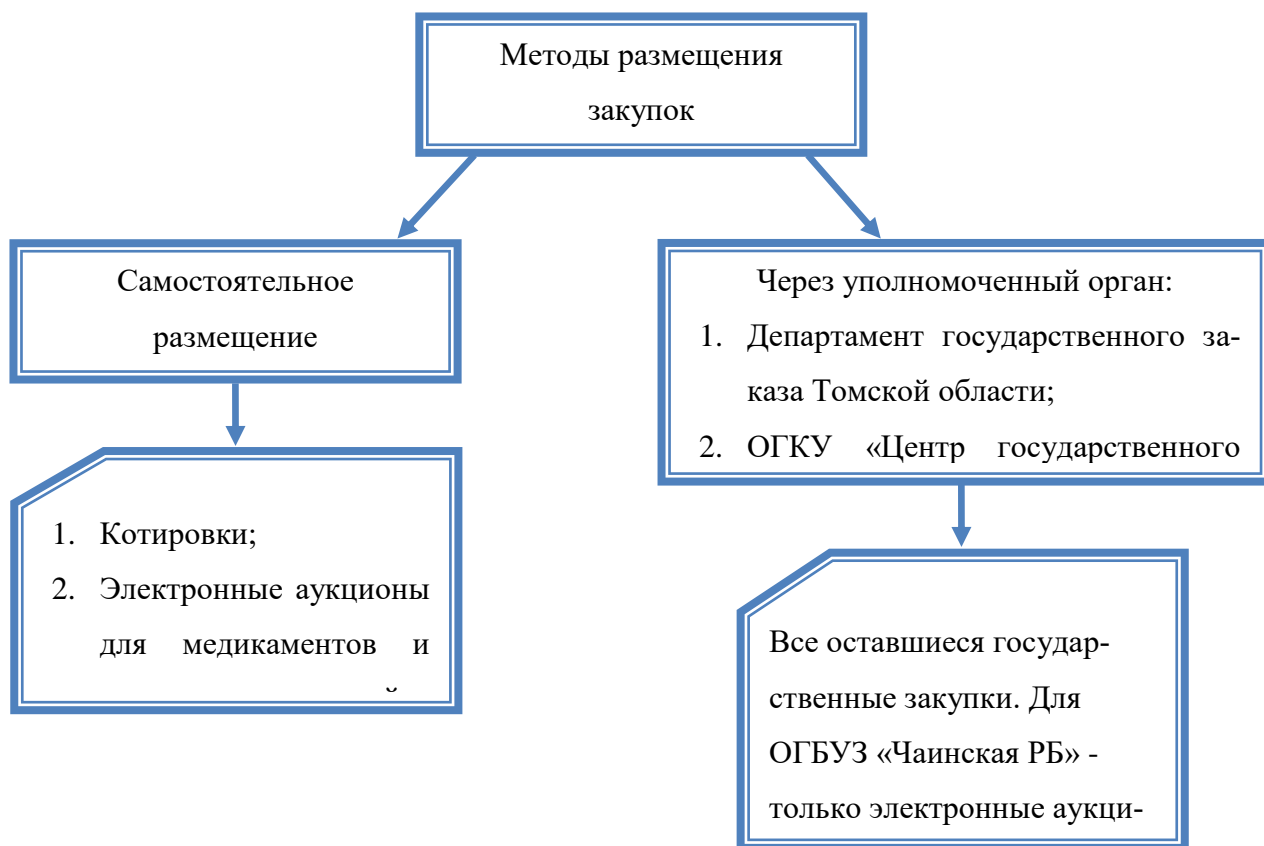 Методы размещения
закупок
Самостоятельное
размещение
Через уполномоченный орган:
1. Департамент государственного за-
каза Томской области;
2. ОГКУ «Центр государственного
1. Котировки;
2. Электронные аукционы
для медикаментов и
Все оставшиеся государ-
ственные закупки. Для
ОГБУЗ «Чаинская РБ» -
только электронные аукци-